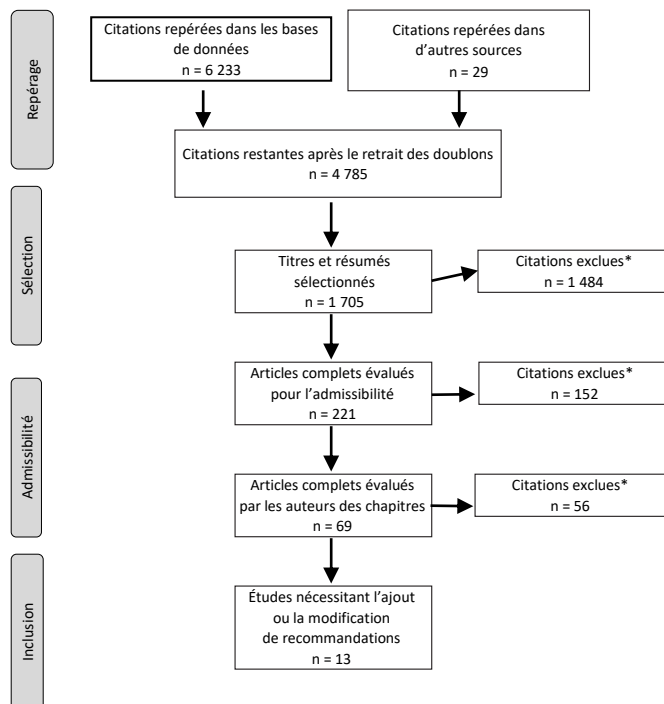 Repérage
Citations repérées dans les bases
de données
n = 6 233
Citations repérées dans
d’autres sources
n = 29
Citations restantes après le retrait des doublons
n = 4 785
Sélection
Titres et résumés
sélectionnés
n = 1 705
Citations exclues*
n = 1 484
Admissibilité
Articles complets évalués
pour l’admissibilité
n = 221
Citations exclues*
n = 152
Articles complets évalués
par les auteurs des chapitres
n = 69
Citations exclues*
n = 56
Inclusion
Études nécessitant l’ajout
ou la modification
de recommandations
n = 13